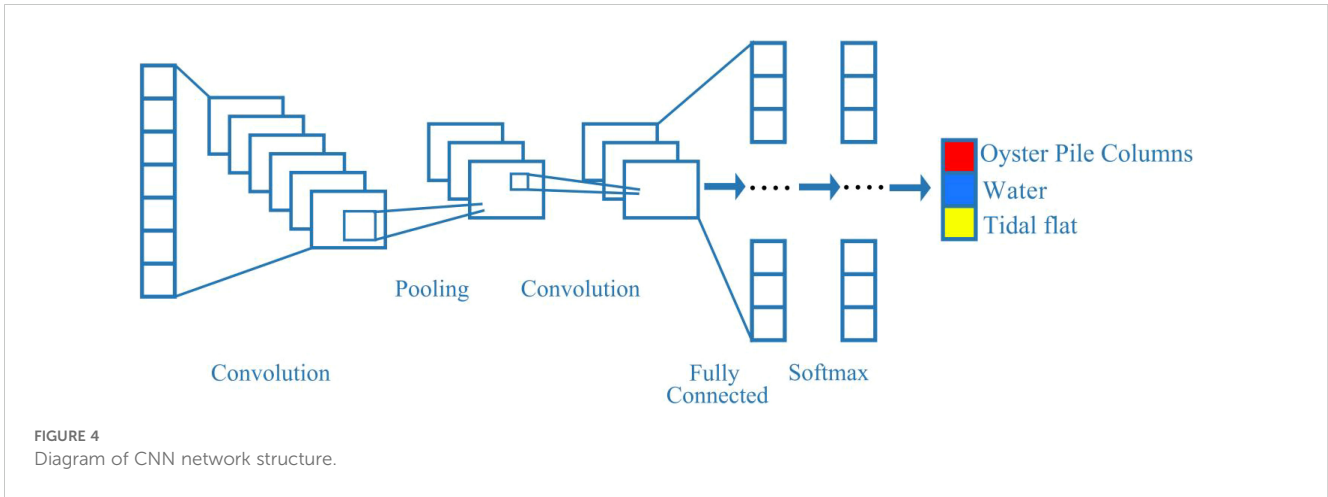 Oyster Pile Columns
Water
Tidal flat
Pooling
Convolution
Convolution
Fully
Connected
Softmax
FIGURE 4
Diagram of CNN network structure.